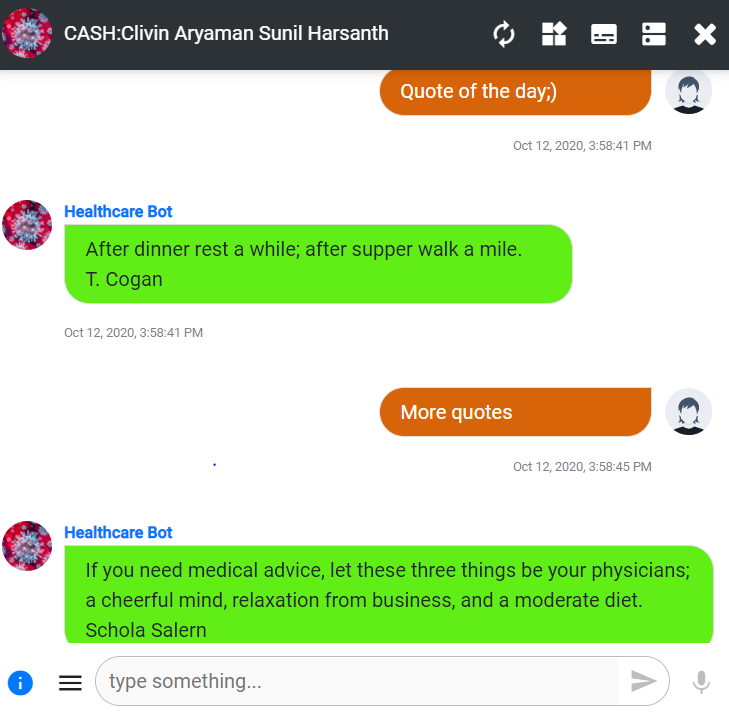 CASH:Clivin Aryaman Sunil Harsanth
Quote of the day;)
Oct 12, 2020, 3:58:41 PM
Healthcare Bot
After dinner rest a while; after supper walk a mile.
T. Cogan
Oct 12, 2020, 3:58:41 PM
More quotes
Oct 12, 2020, 3:58:45 PM
Healthcare Bot
If you need medical advice, let these three things be your physicians;
a cheerful mind, relaxation from business, and a moderate diet.
Schola Salern
type something...